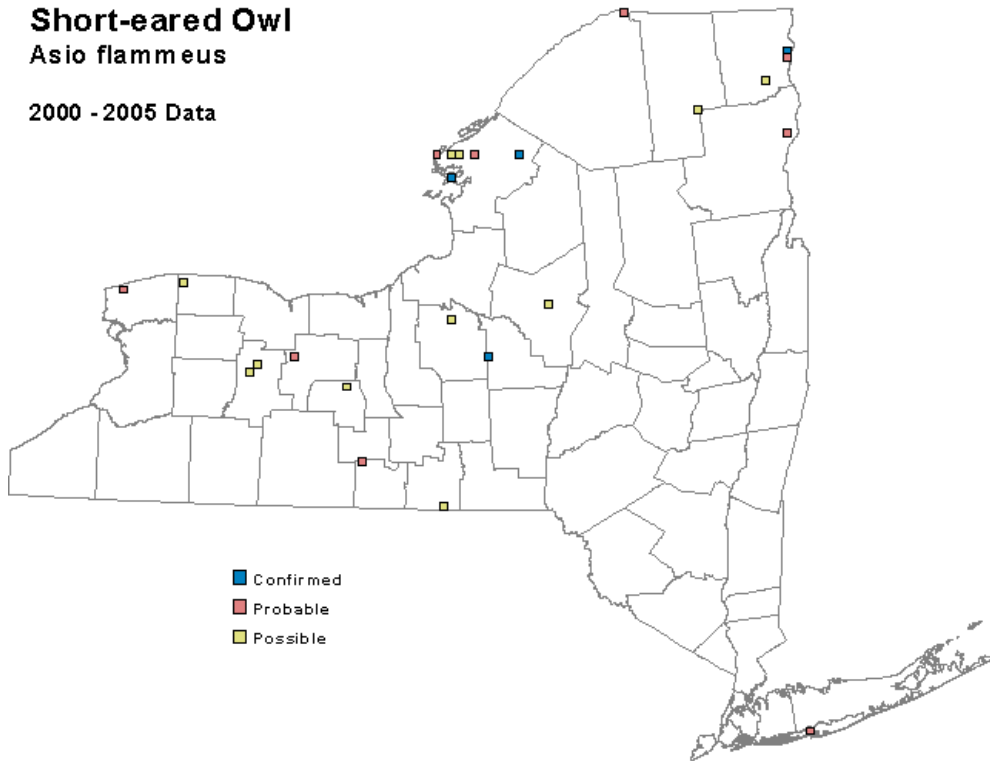 Short-eared Owl
Asio flammeus
2000 - 2005 Data
Confirmed
Probable
Possible